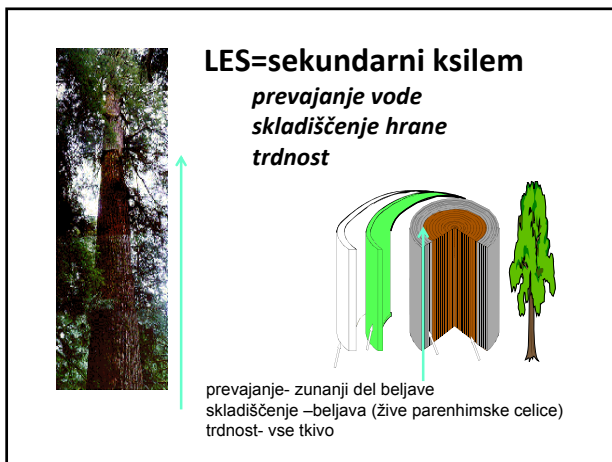 LES=sekundarni ksilem
prevajanje vode
skladiščenje hrane
trdnost
prevajanje- zunanji del beljave
skladiščenje –beljava (žive parenhimske celice)
trdnost- vse tkivo